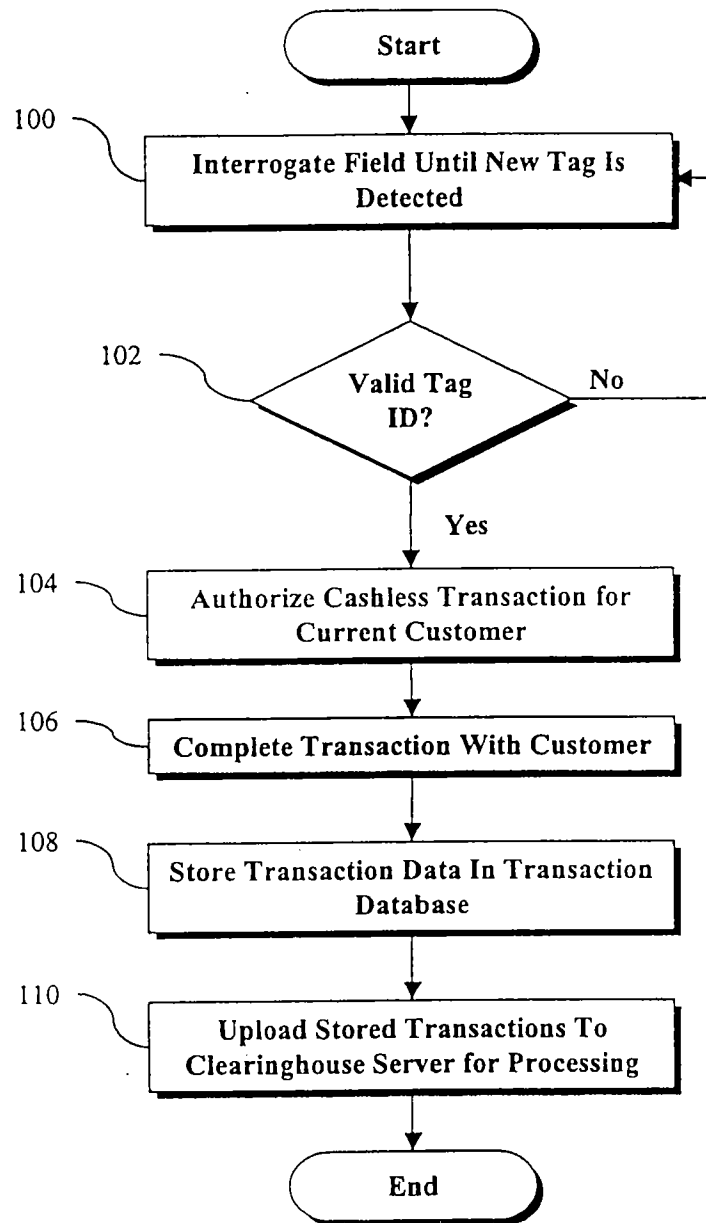 Start
100
Interrogate Field Until New Tag Is
Detected
102
Valid Tag
ID?
No
Yes
104
Authorize Cashless Transaction for
Current Customer
106
Complete Transaction With Customer
108
Store Transaction Data In Transaction
Database
110
Upload Stored Transactions To
Clearinghouse Server for Processing
End